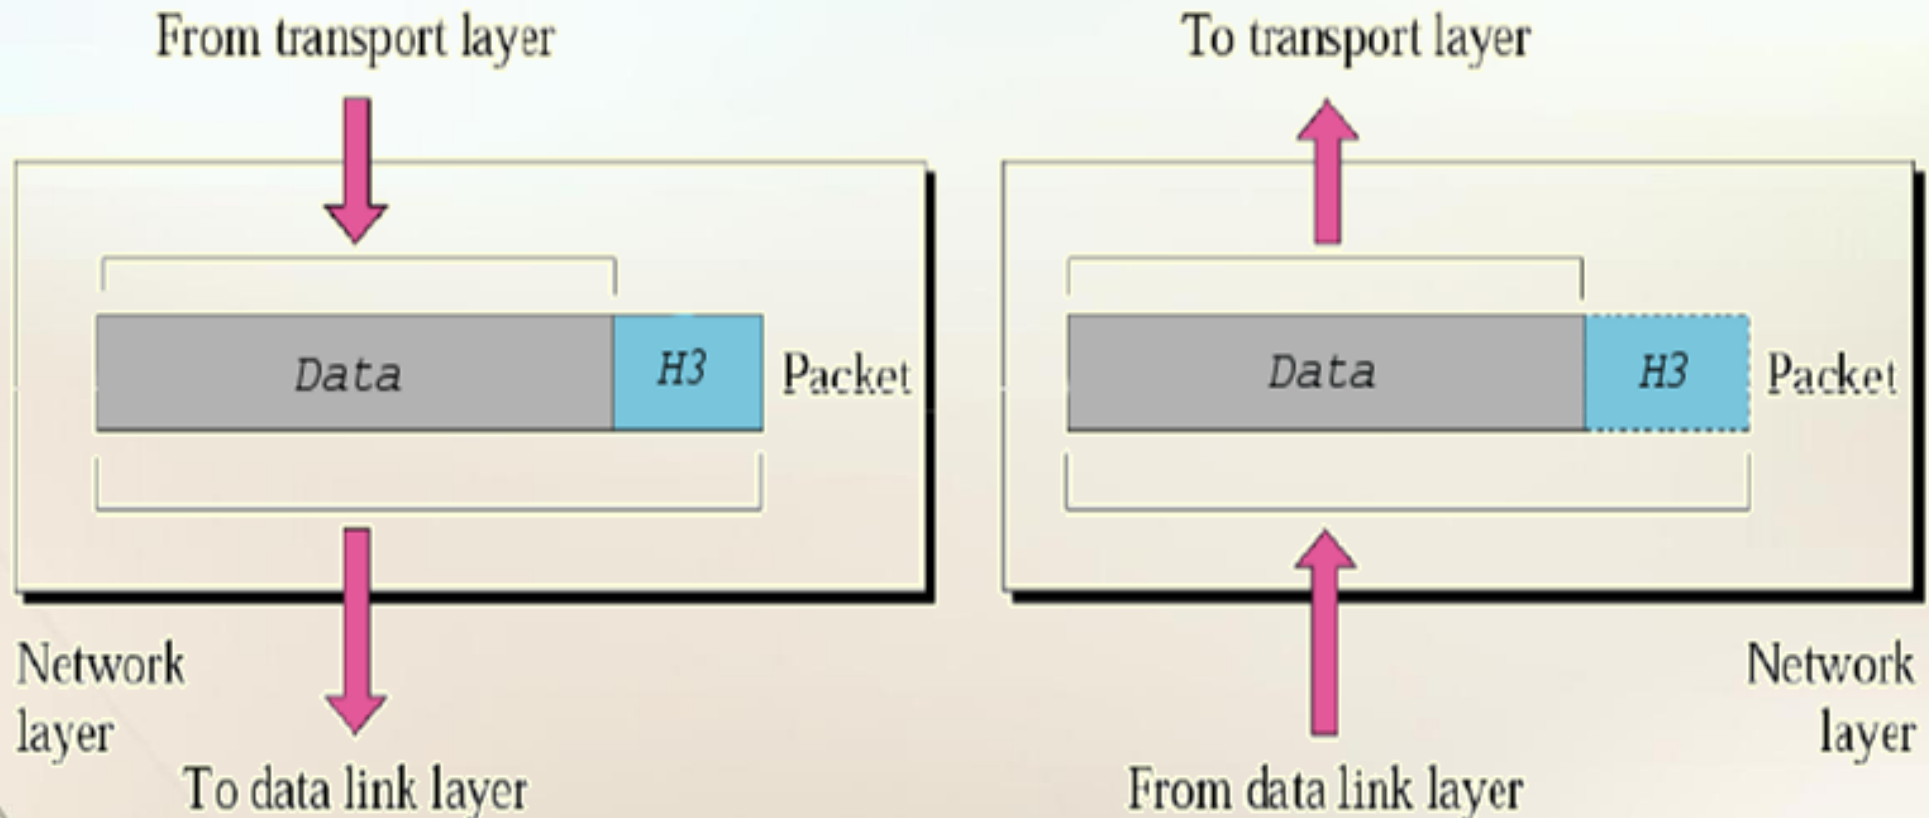 From transport layer
Data
H3
Packet
Network
layer
To data link layer
To transport layer
Data
H3
Packet
Network
layer
From data link layer